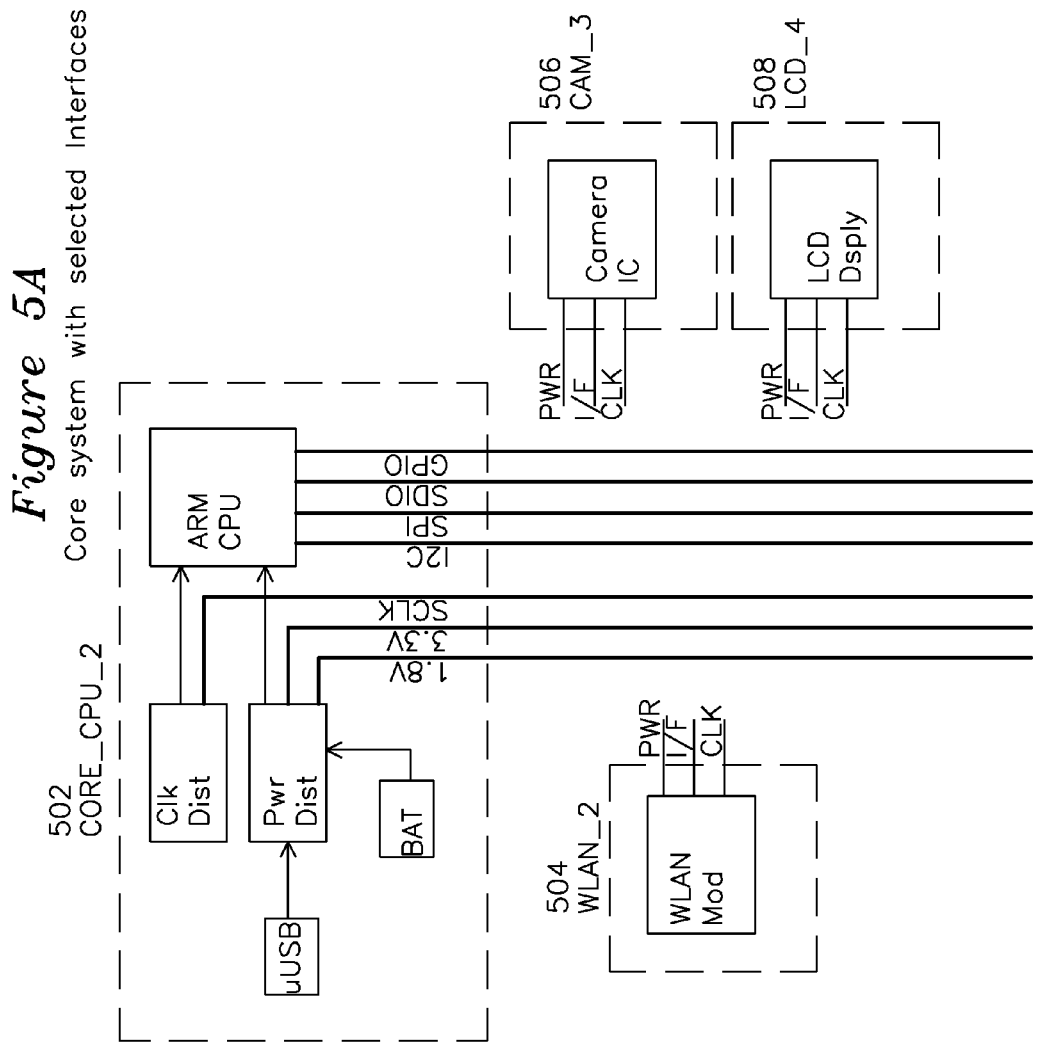 Figure 5A
Core system with selected Interfaces
502
CORE_CPU_2
Clk
Dist
Pwr
Dist
uUSB
BAT
ARM
CPU
1.8V
3.3V
SCLK
I2C
SPI
SDIO
GPIO
504
WLAN_2
WLAN
Mod
PWR
I/F
CLK
506
CAM_3
Camera
IC
PWR
I/F
CLK
508
LCD_4
LCD
Dsply
PWR
I/F
CLK